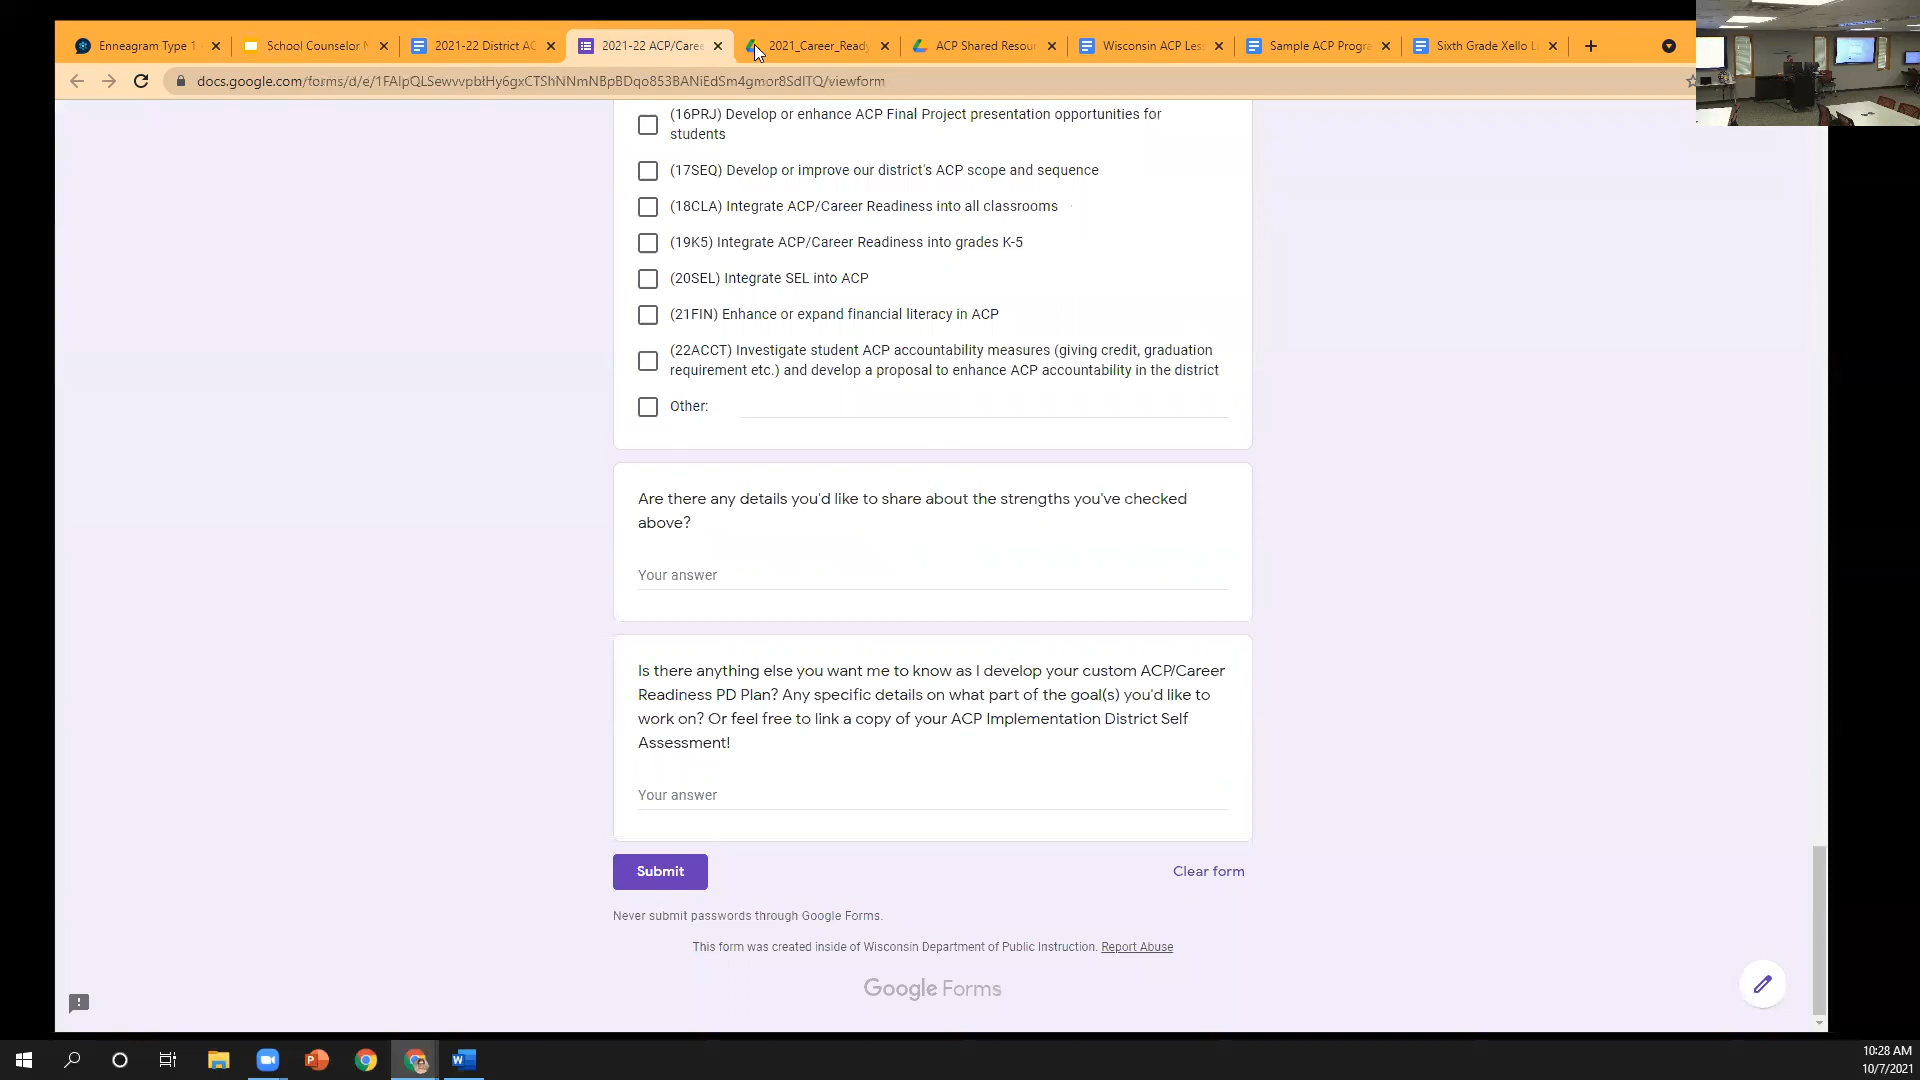 Enneagram Type 1
School Counselor
2021-22 District AC
2021-22 ACP/Caree
2021_Career_Ready
ACP Shared Resour
Wisconsin ACP Les
Sample ACP Progra
Sixth Grade Xello L
docs.google.com/forms/d/e/1FAIpQLSewvvpbtHy6gxCTShNNmNBpBDqo853BANiEdSm4gmor8SdITQ/viewform
(16PRJ) Develop or enhance ACP Final Project presentation opportunities for
students
(17SEQ) Develop or improve our district's ACP scope and sequence
(18CLA) Integrate ACP/Career Readiness into all classrooms
(19K5) Integrate ACP/Career Readiness into grades K-5
(20SEL) Integrate SEL into ACP
(21FIN) Enhance or expand financial literacy in ACP
(22ACCT) Investigate student ACP accountability measures (giving credit, graduation
requirement etc.) and develop a proposal to enhance ACP accountability in the district
Other:
Are there any details you'd like to share about the strengths you've checked
above?
Your answer
Is there anything else you want me to know as I develop your custom ACP/Career
Readiness PD Plan? Any specific details on what part of the goal(s) you'd like to
work on? Or feel free to link a copy of your ACP Implementation District Self
Assessment!
Your answer
Submit
Clear form
Never submit passwords through Google Forms.
This form was created inside of Wisconsin Department of Public Instruction. Report Abuse
Google Forms
10:28 AM
10/7/2021